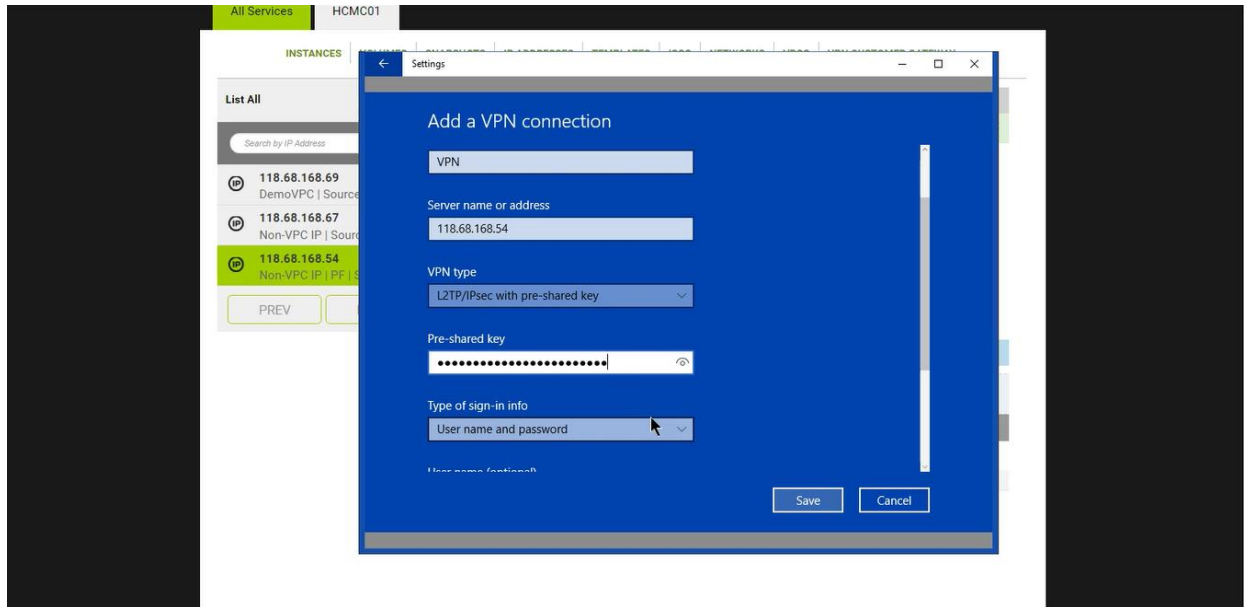 All Services
HCMC01
INSTANCES
Settings
List All
Search by IP Address
118.68.168.69
DemoVPC | Source
118.68.168.67
Non-VPC IP |
118.68.168.54
Non-VPC IP | PF |
PREV
Add a VPN connection
VPN
Server name or address
118.68.168.54
VPN type
L2TP/IPsec with pre-shared key
Pre-shared key
Type of sign-in info
User name and password
User name (optional)
Save
Cancel